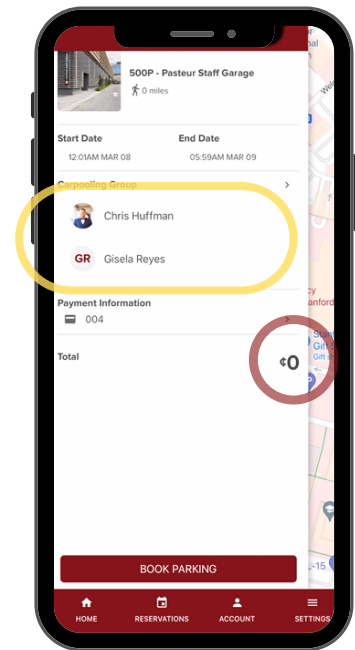 500P - Pasteur Staff Garage
0 miles
Start Date
End Date
12:01AM MAR 08
05:59AM MAR 09
Carpooling Group
Chris Huffman
GR
Gisela Reyes
Payment Information
004
Total
¢0
BOOK PARKING
HOME
RESERVATIONS
ACCOUNT
SETTINGS